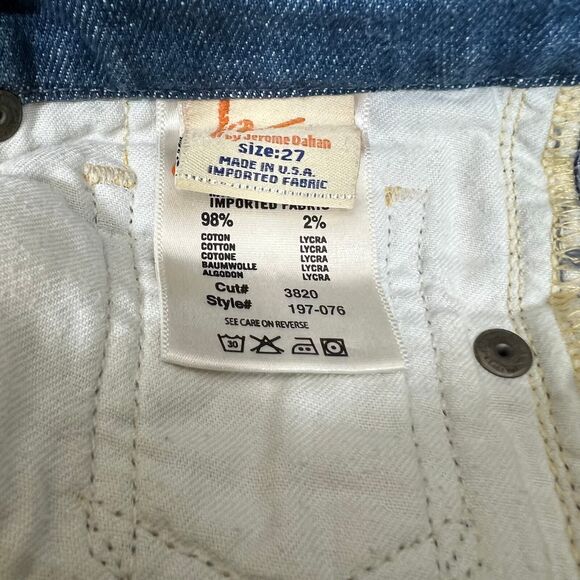 by Jerome Dahan
size:27
MADE IN U.S.A.
IMPORTED FABRIC
IMPORTED FABRIC
98% 2%
COTON LYCRA
COTTON LYCRA
COTONE LYCRA
BAUMWOLLE LYCRA
ALGODON LYCRA
Cut# 3820
Style# 197-076
SEE CARE ON REVERSE
30